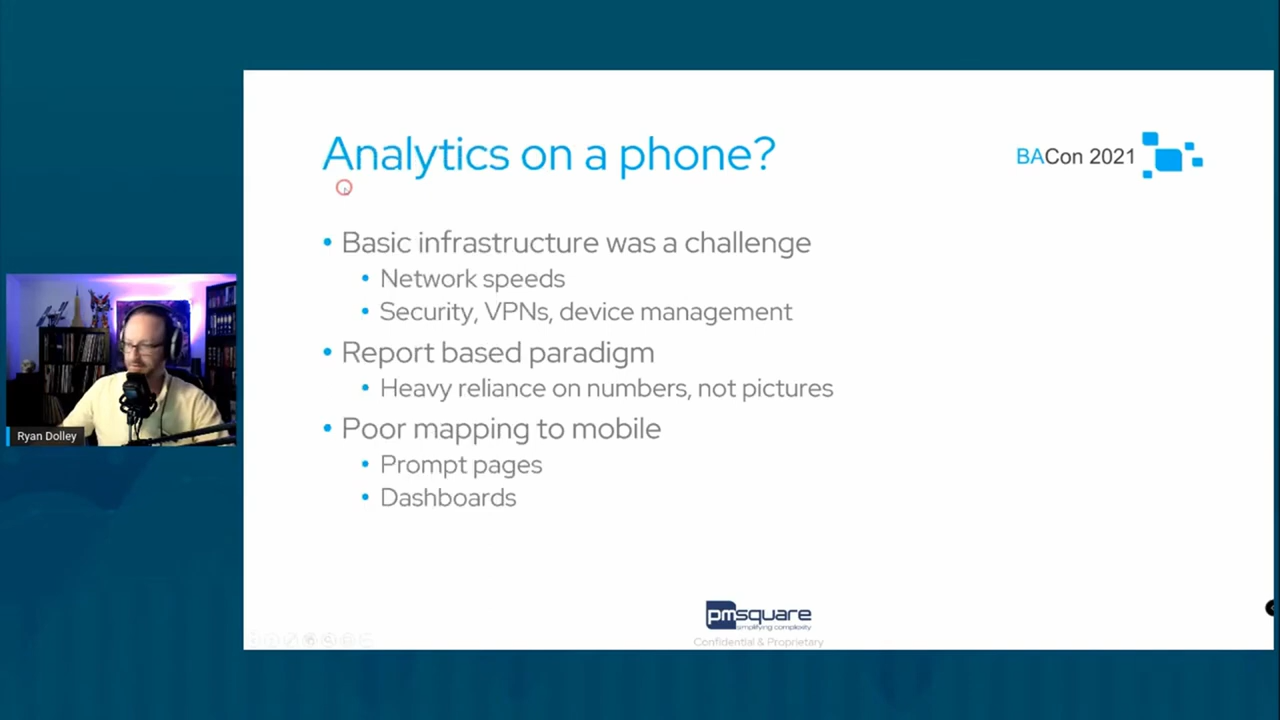 Analytics on a phone?
BACon 2021
Basic infrastructure was a challenge
Network speeds
Security, VPNs, device management
Report based paradigm
Heavy reliance on numbers, not pictures
Poor mapping to mobile
Prompt pages
Dashboards
Ryan Dolley
pmsquare
simplifying complexity
Confidential & Proprietary